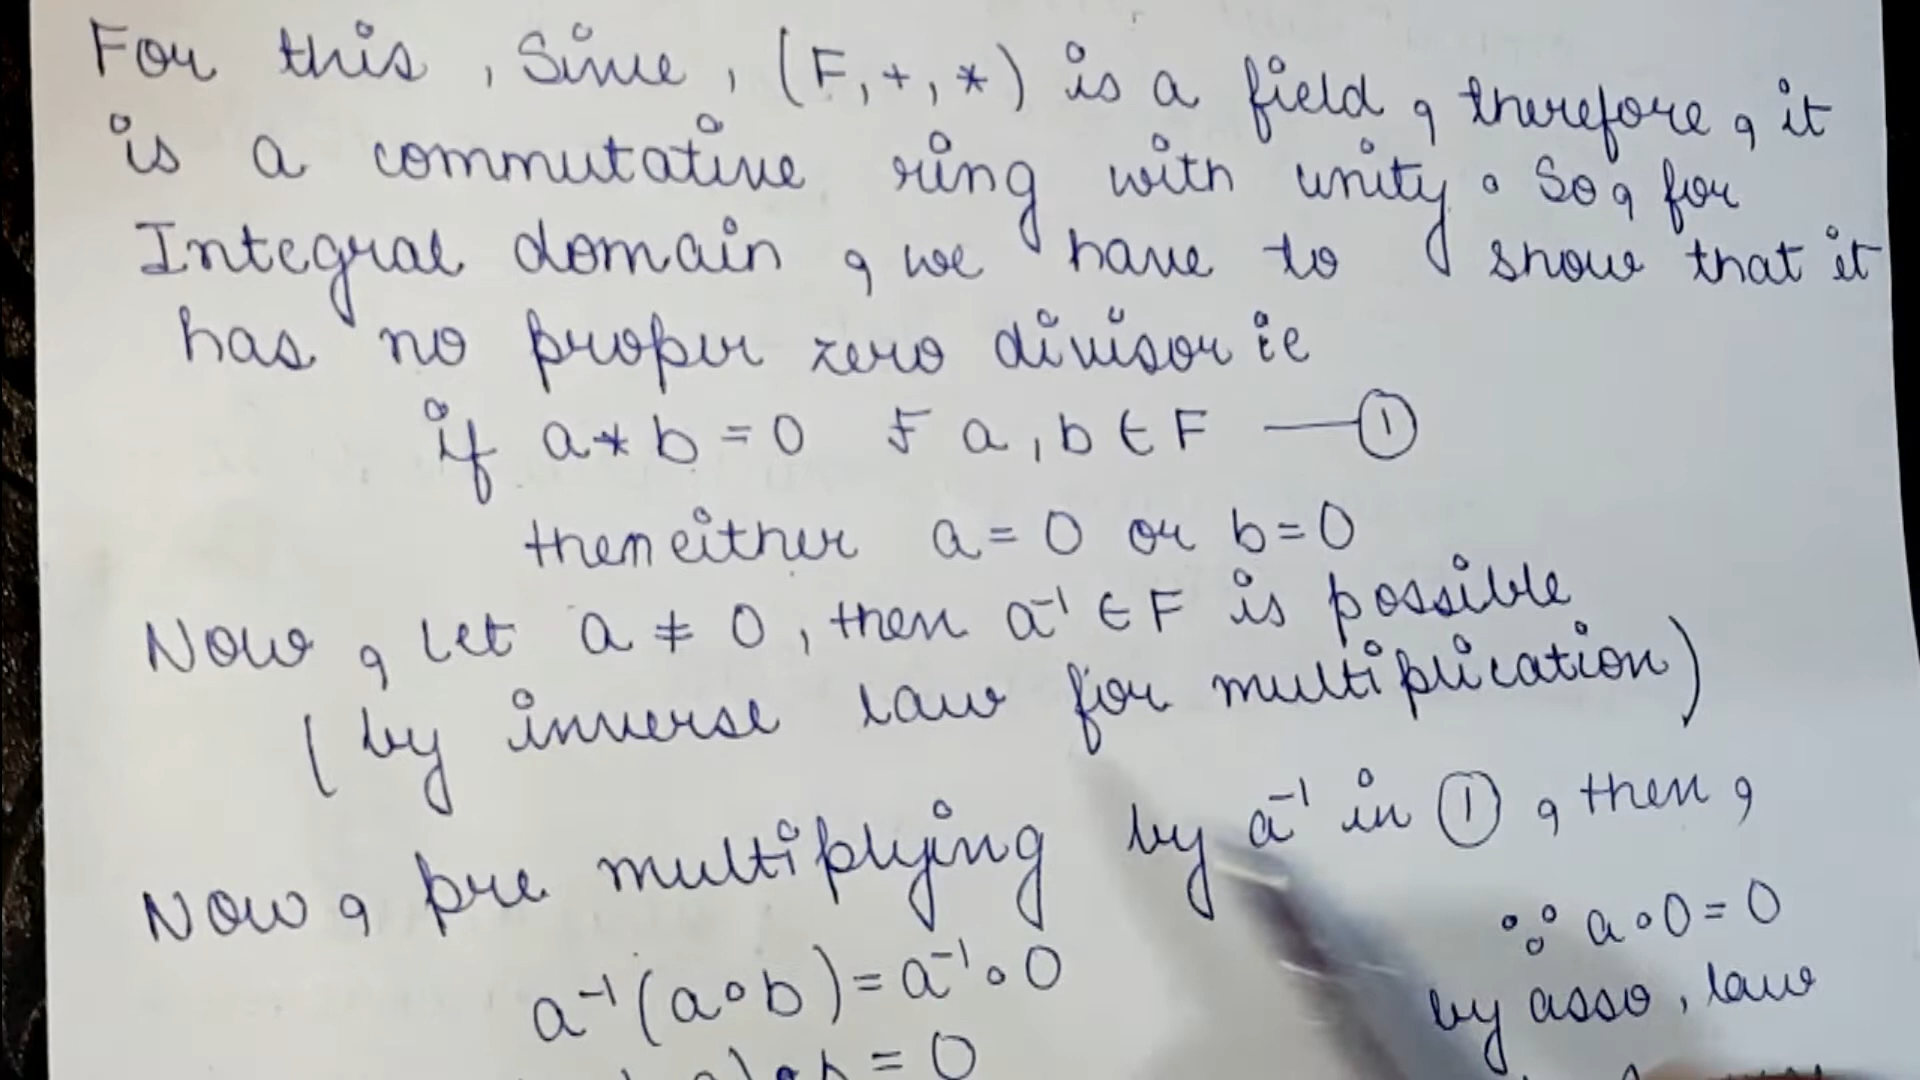 For this, Since, (F, +, *) is a field, therefore, it
is a commutative ring with unity. So, for
Integral domain, we have to show that it
has no proper zero divisor ie
if a * b = 0 ∀ a, b ∈ F —— ①
then either a = 0 or b = 0
Now, let a ≠ 0, then a⁻¹ ∈ F is possible
(by inverse law for multiplication)
Now, pre multiplying by a⁻¹ in ①, then,
∵ a∘0 = 0
a⁻¹(a∘b) = a⁻¹∘0
by asso, law
= 0